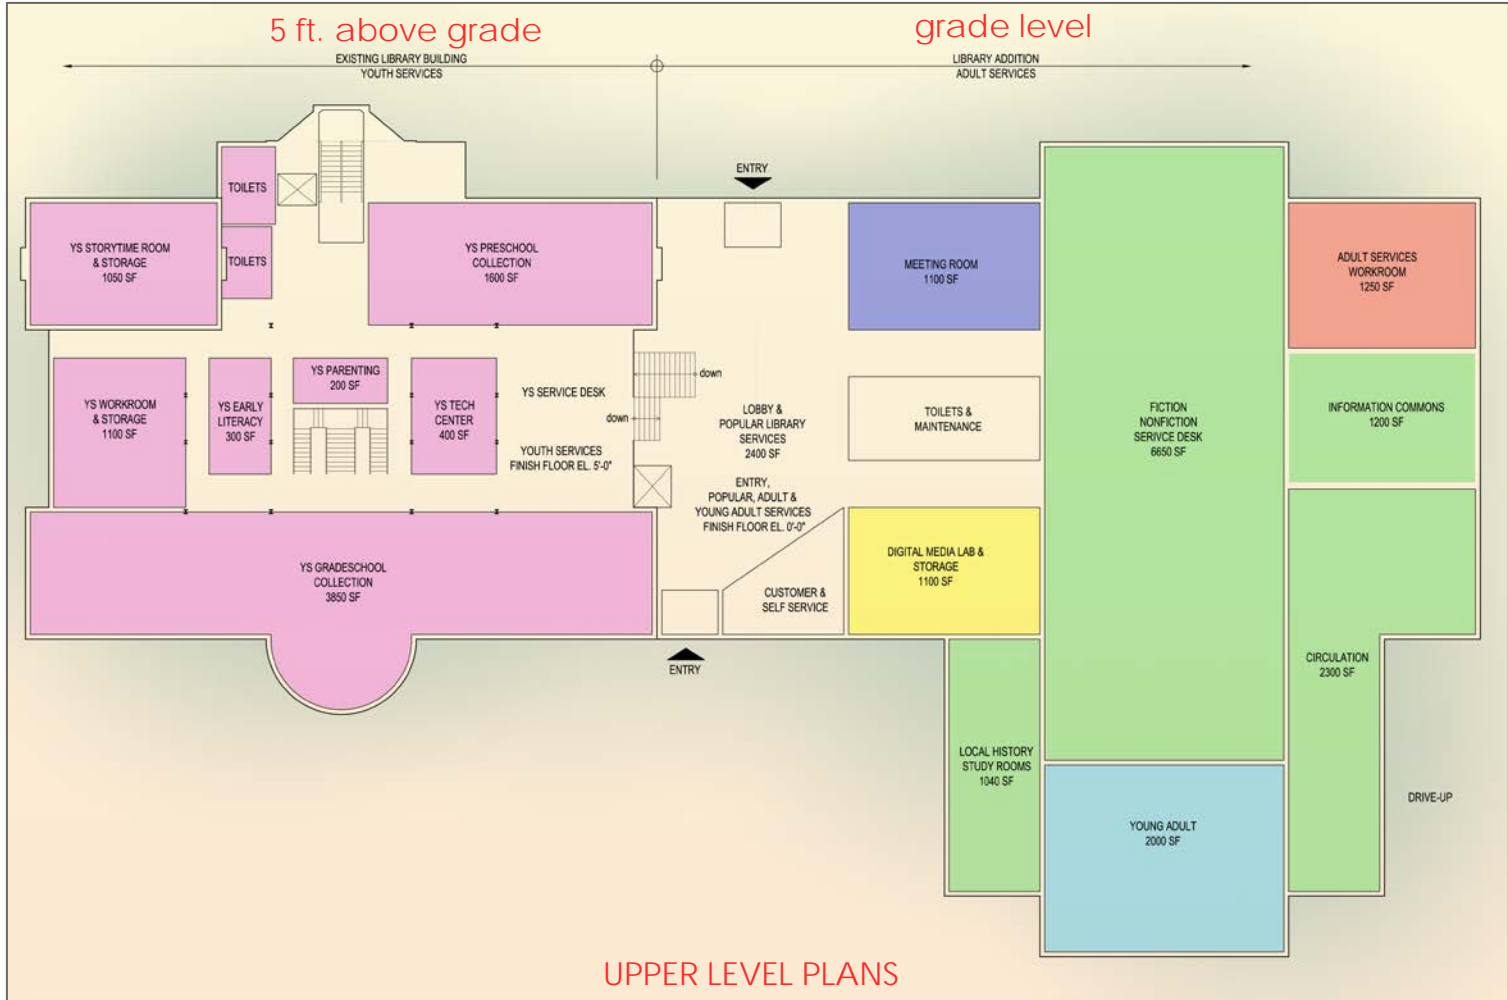 5 ft. above grade
grade level
EXISTING LIBRARY BUILDING
YOUTH SERVICES
LIBRARY ADDITION
ADULT SERVICES
ENTRY
TOILETS
TOILETS
YS STORYTIME ROOM
& STORAGE
1050 SF
YS PRESCHOOL
COLLECTION
1600 SF
MEETING ROOM
1100 SF
ADULT SERVICES
WORKROOM
1250 SF
YS WORKROOM
& STORAGE
1100 SF
YS EARLY
LITERACY
300 SF
YS PARENTING
200 SF
YS TECH
CENTER
400 SF
YS SERVICE DESK
YOUTH SERVICES
FINISH FLOOR EL. 5'-0"
down
down
LOBBY &
POPULAR LIBRARY
SERVICES
2400 SF
ENTRY,
POPULAR, ADULT &
YOUNG ADULT SERVICES
FINISH FLOOR EL. 0'-0"
TOILETS &
MAINTENANCE
FICTION
NONFICTION
SERIVCE DESK
6650 SF
INFORMATION COMMONS
1200 SF
YS GRADESCHOOL
COLLECTION
3850 SF
CUSTOMER &
SELF SERVICE
DIGITAL MEDIA LAB &
STORAGE
1100 SF
ENTRY
CIRCULATION
2300 SF
LOCAL HISTORY
STUDY ROOMS
1040 SF
YOUNG ADULT
2000 SF
DRIVE-UP
UPPER LEVEL PLANS